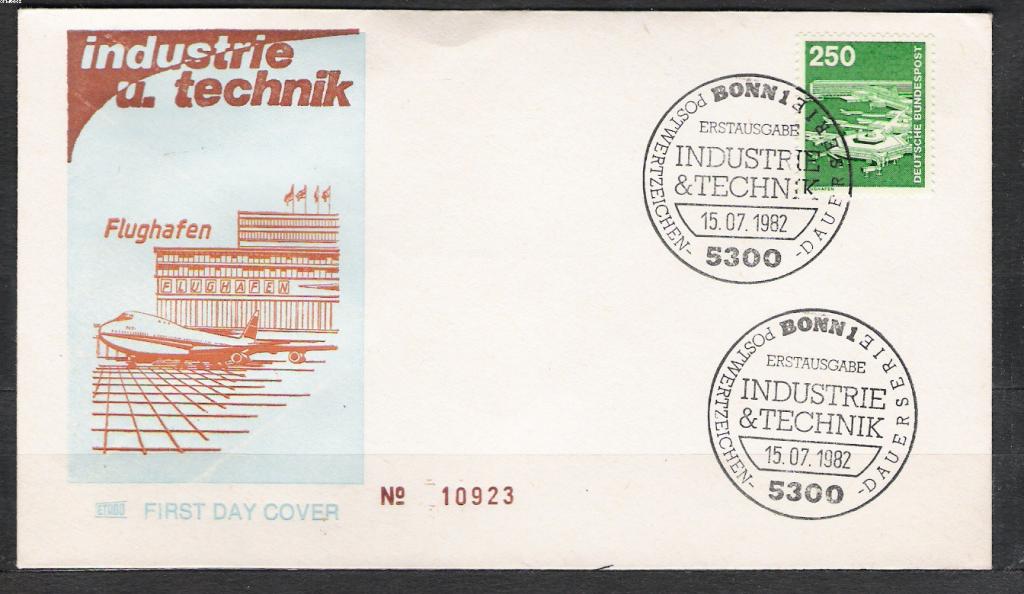 industrie
u. technik
Flughafen
FLUGHAFEN
ETHOO
FIRST DAY COVER
Nº 10923
250
DEUTSCHE BUNDESPOST
POSTWERTZEICHEN- BONN 1 -DAUERSERIE
ERSTAUSGABE
INDUSTRIE
&TECHNIK
15.07.1982
5300
POSTWERTZEICHEN- BONN 1 -DAUERSERIE
ERSTAUSGABE
INDUSTRIE
&TECHNIK
15.07.1982
5300